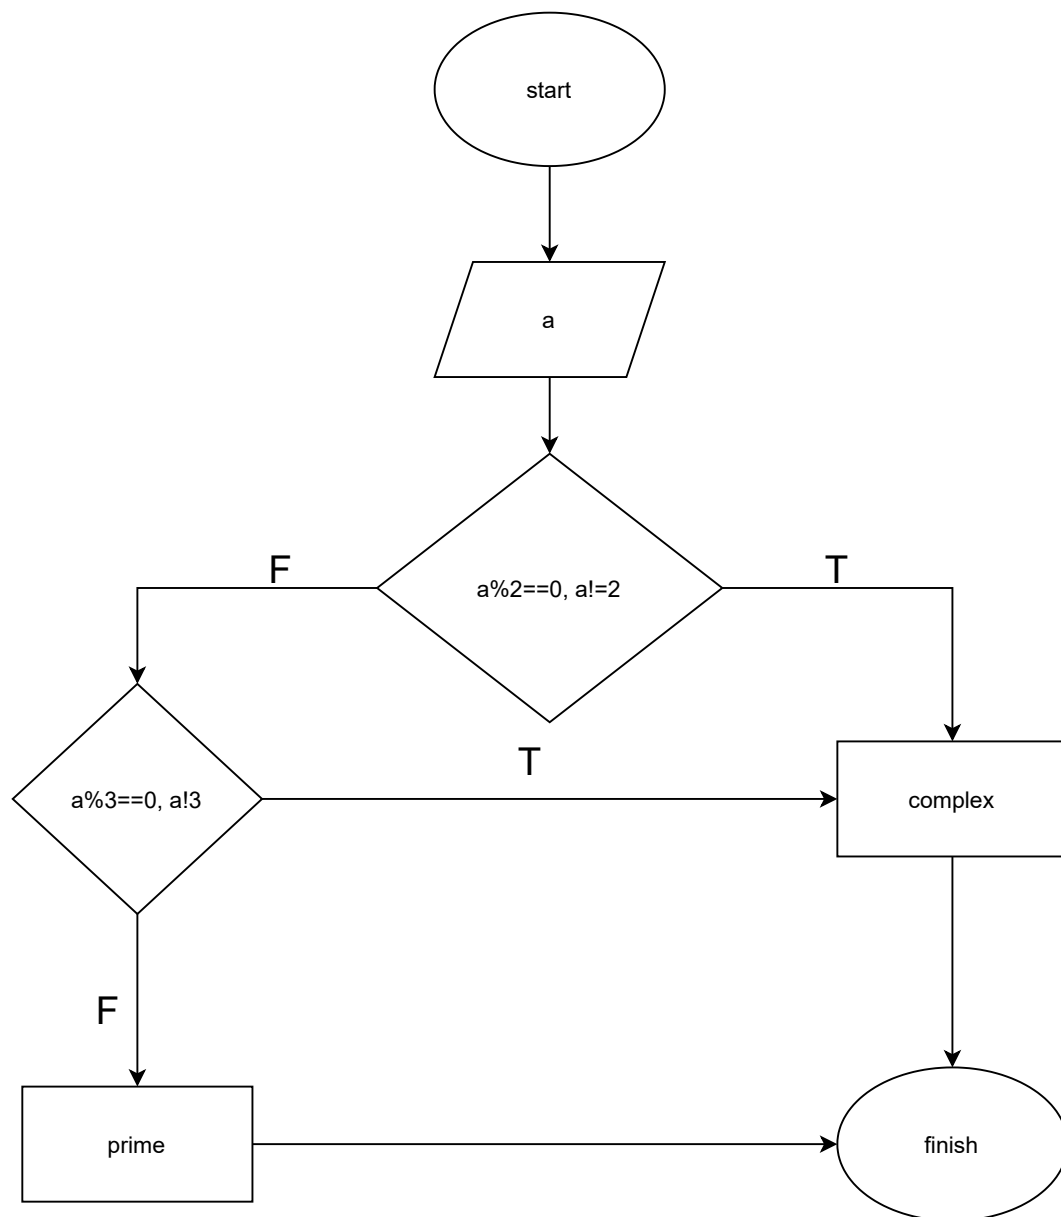 start
a
F
T
a%2==0, a!=2
T
a%3==0, a!3
complex
F
prime
finish